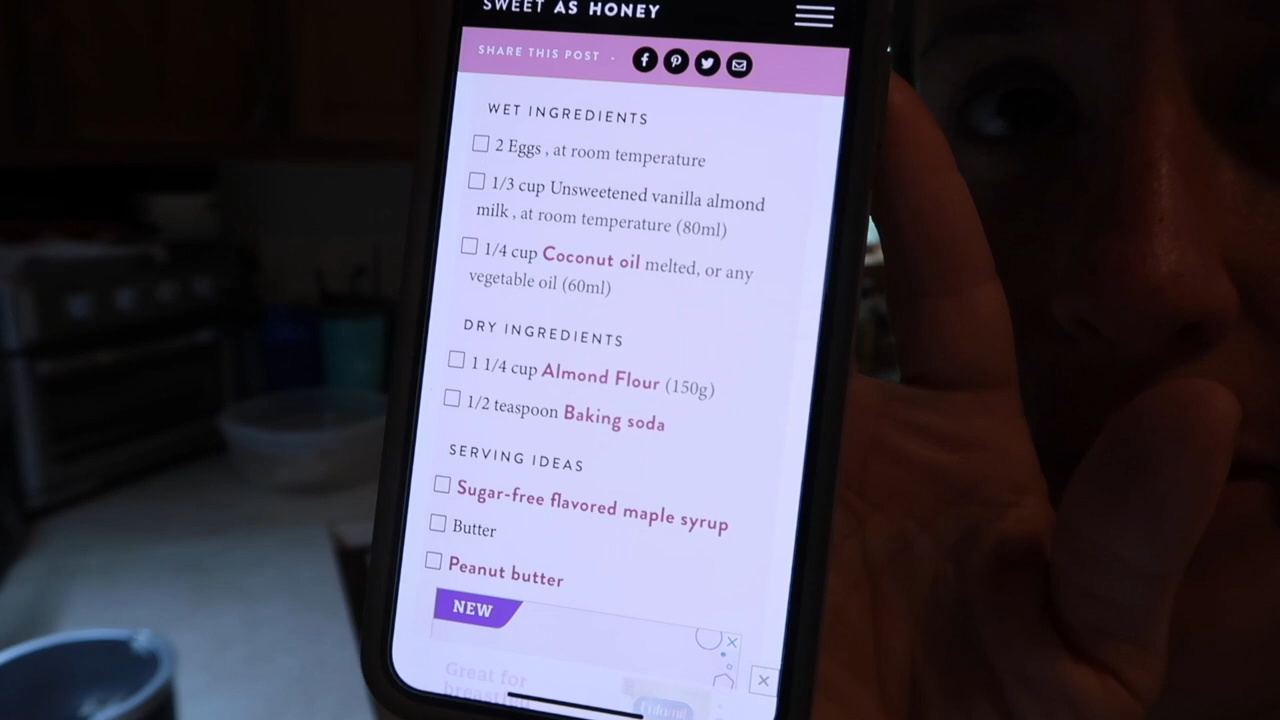 SWEET AS HONEY
SHARE THIS POST -
WET INGREDIENTS
2 Eggs , at room temperature
1/3 cup Unsweetened vanilla almond
milk , at room temperature (80ml)
1/4 cup Coconut oil melted, or any
vegetable oil (60ml)
DRY INGREDIENTS
1 1/4 cup Almond Flour (150g)
1/2 teaspoon Baking soda
SERVING IDEAS
Sugar-free flavored maple syrup
Butter
Peanut butter
NEW
Great for